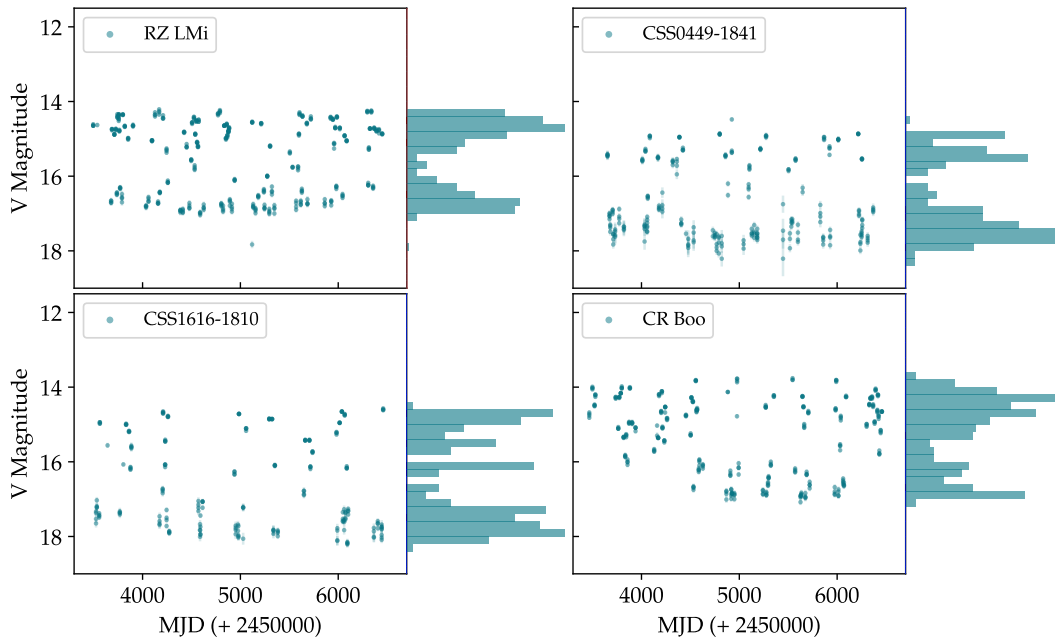 RZ LMi
CSS0449-1841
12
14
16
18
V Magnitude
CSS1616-1810
CR Boo
12
14
16
18
V Magnitude
4000
5000
6000
4000
5000
6000
MJD (+ 2450000)
MJD (+ 2450000)